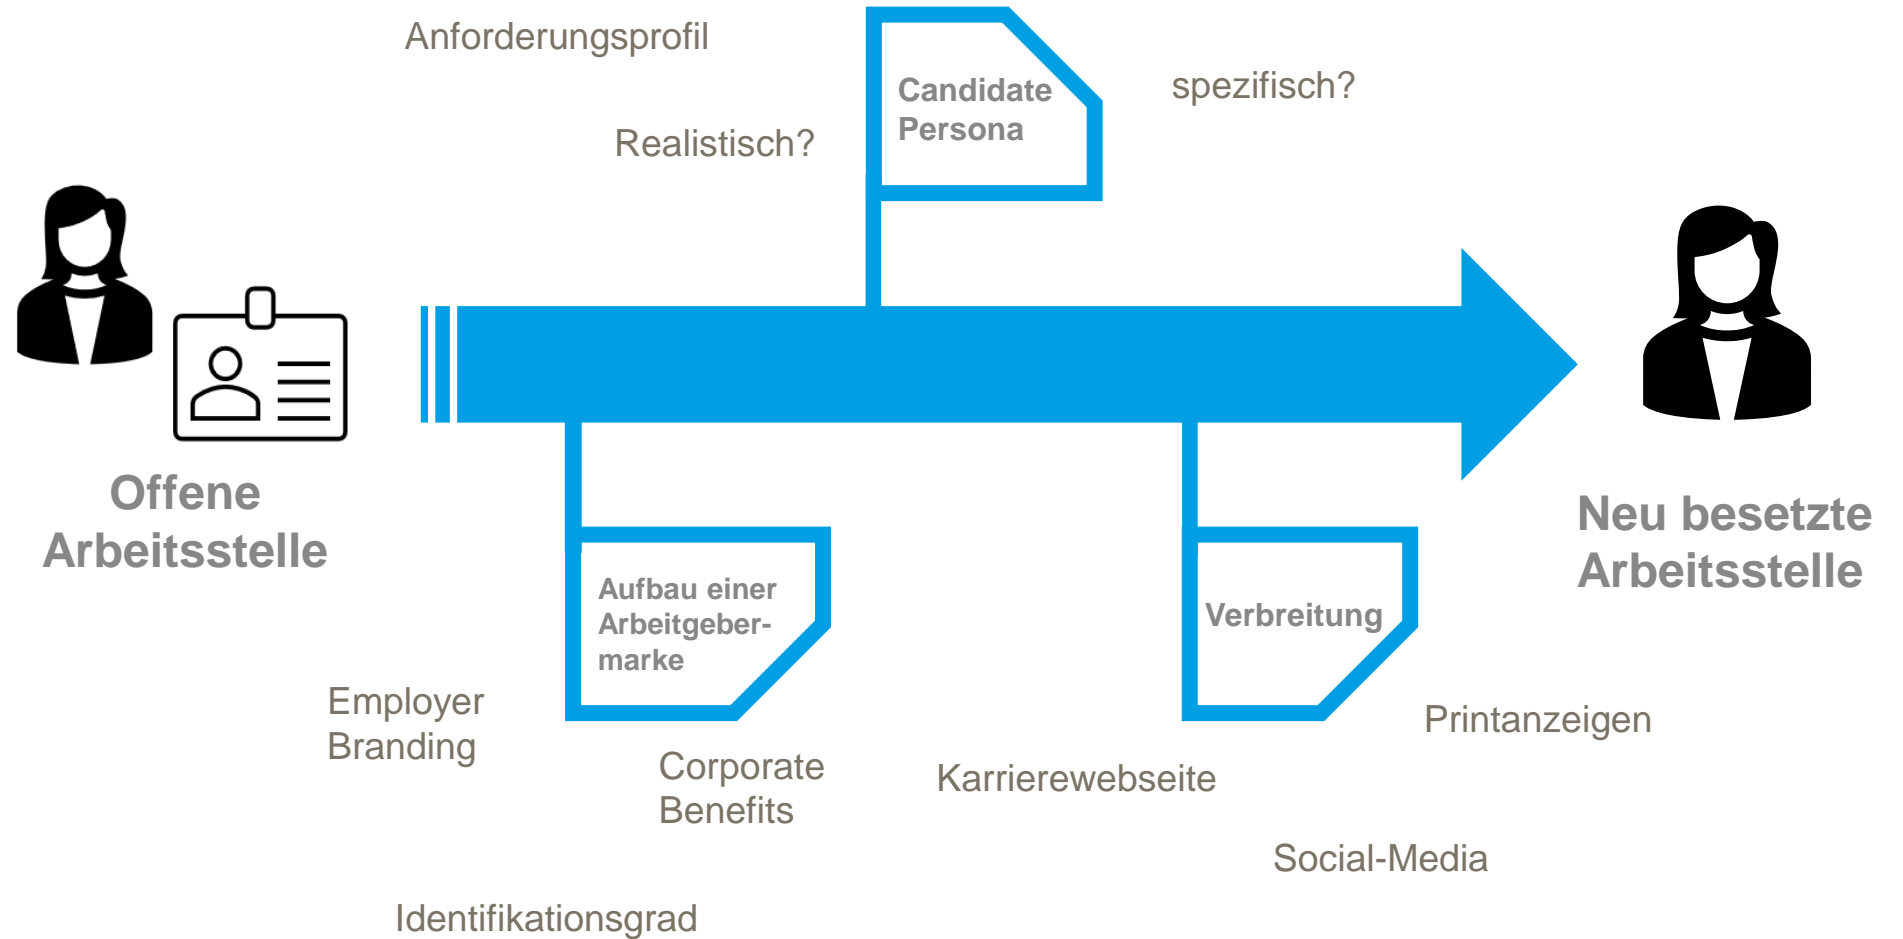 Anforderungsprofil
Realistisch?
Candidate
Persona
spezifisch?
Offene
Arbeitsstelle
Neu besetzte
Arbeitsstelle
Aufbau einer
Arbeitgeber-
marke
Verbreitung
Employer
Branding
Corporate
Benefits
Identifikationsgrad
Karrierewebseite
Printanzeigen
Social-Media